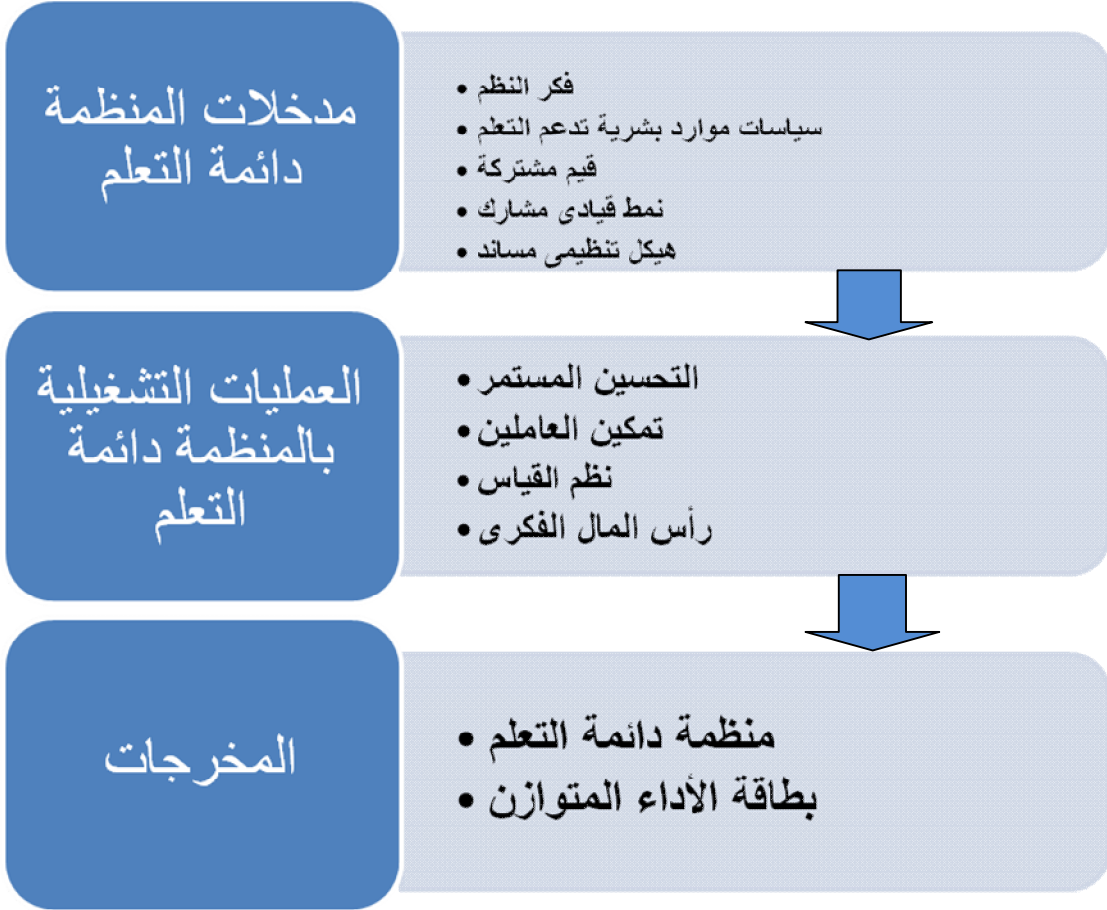 مدخلات المنظمة
دائمة التعلم
• فكر النظم
• سياسات موارد بشرية تدعم التعلم
• قيم مشتركة
• نمط قيادى مشارك
• هيكل تنظيمى مساند
العمليات التشغيلية
بالمنظمة دائمة
التعلم
• التحسين المستمر
• تمكين العاملين
• نظم القياس
• رأس المال الفكرى
المخرجات
• منظمة دائمة التعلم
• بطاقة الأداء المتوازن